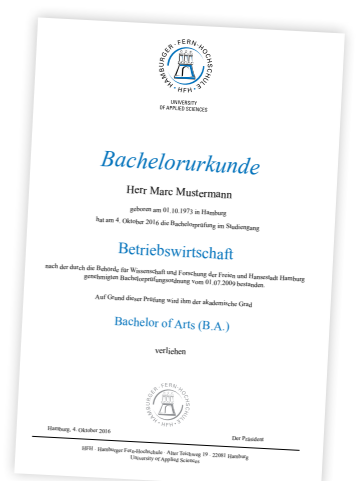 HAMBURGER · FERN-HOCHSCHULE
· HFH ·
UNIVERSITY
OF APPLIED SCIENCES
Bachelorurkunde
Herr Marc Mustermann
geboren am 01.10.1973 in Hamburg
hat am 4. Oktober 2016 die Bachelorprüfung im Studiengang
Betriebswirtschaft
nach der durch die Behörde für Wissenschaft und Forschung der Freien und Hansestadt Hamburg
genehmigten Bachelorprüfungsordnung vom 01.07.2009 bestanden.
Auf Grund dieser Prüfung wird ihm der akademische Grad
Bachelor of Arts (B.A.)
verliehen
HAMBURGER · FERN-HOCHSCHULE
· HFH ·
Hamburg, 4. Oktober 2016
Der Präsident
HFH · Hamburger Fern-Hochschule · Alter Teichweg 19 · 22081 Hamburg
University of Applied Sciences